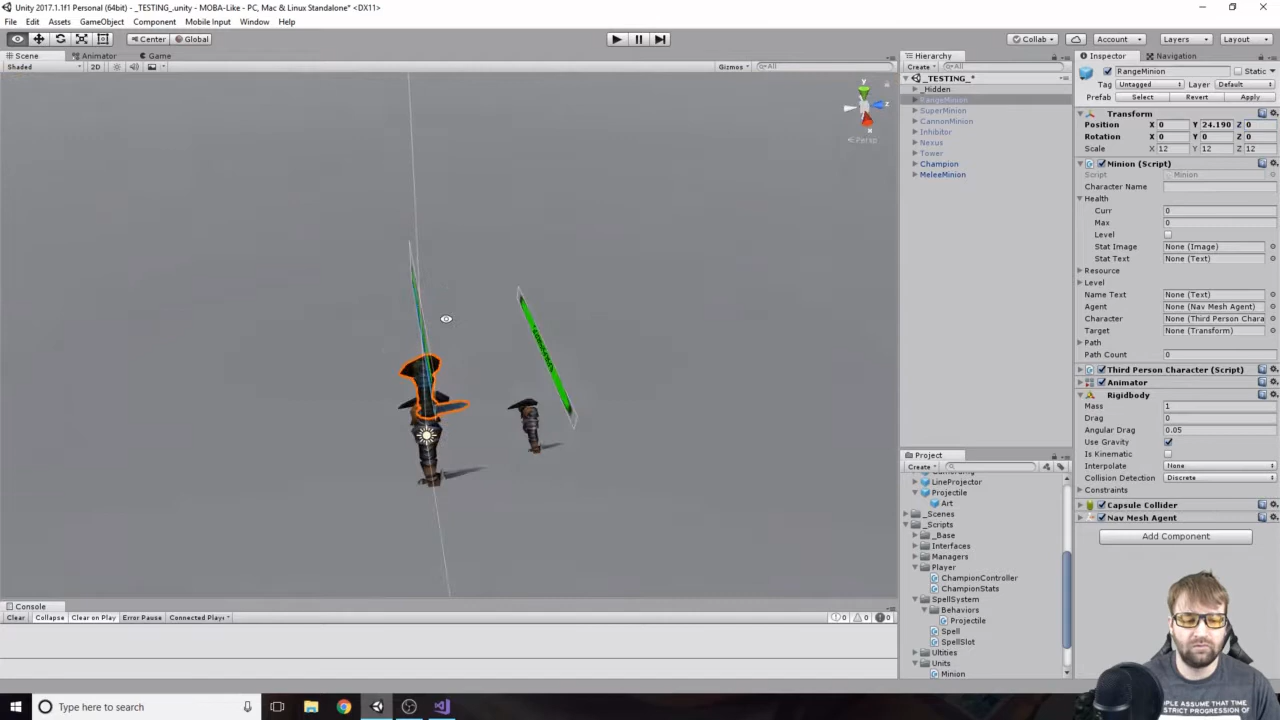 Unity 2017.1.1f1 Personal (64bit) - _TESTING_.unity - MOBA-Like - PC, Mac & Linux Standalone* <DX11>
File Edit Assets GameObject Component Mobile Input Window Help
Center Global Collab Account Layers Layout
Scene Animator Game
Shaded 2D Gizmos All
y z x
Persp
Hierarchy
Create All
_TESTING_*
_Hidden
RangeMinion
SuperMinion
CannonMinion
Inhibitor
Nexus
Tower
Champion
MeleeMinion
Project
Create
LineProjector
Projectile
Art
_Scenes
_Scripts
_Base
Interfaces
Managers
Player
ChampionController
ChampionStats
SpellSystem
Behaviors
Projectile
Spell
SpellSlot
Ultities
Units
Minion
Inspector Navigation
RangeMinion Static
Tag Untagged Layer Default
Prefab Select Revert Apply
Transform
Position X 0 Y 24.190 Z 0
Rotation X 0 Y 0 Z 0
Scale X 12 Y 12 Z 12
Minion (Script)
Script Minion
Character Name
Health
Curr 0
Max 0
Level
Stat Image None (Image)
Stat Text None (Text)
Resource
Level
Name Text None (Text)
Agent None (Nav Mesh Agent)
Character None (Third Person Chara
Target None (Transform)
Path
Path Count 0
Third Person Character (Script)
Animator
Rigidbody
Mass 1
Drag 0
Angular Drag 0.05
Use Gravity
Is Kinematic
Interpolate None
Collision Detection Discrete
Constraints
Capsule Collider
Nav Mesh Agent
Add Component
Console
Clear Collapse Clear on Play Error Pause Connected Play 0 0 0
Type here to search